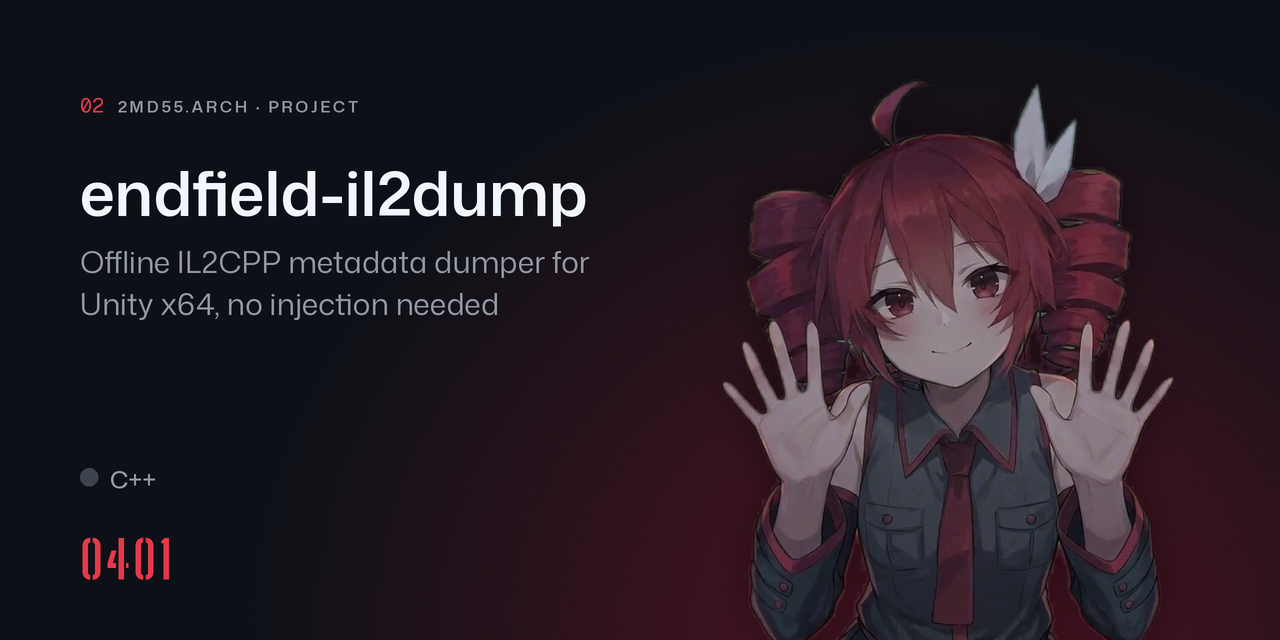 02 2MD55.ARCH · PROJECT
endfield-il2dump
Offline IL2CPP metadata dumper for
Unity x64, no injection needed
C++
0401